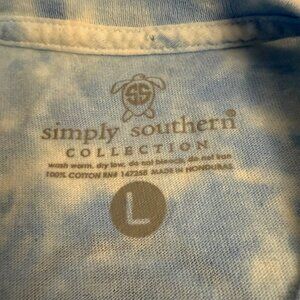 SS
simply southern®
COLLECTION
wash warm. dry low. do not bleach. do not iron
100% COTTON RN# 147258 MADE IN HONDURAS
L